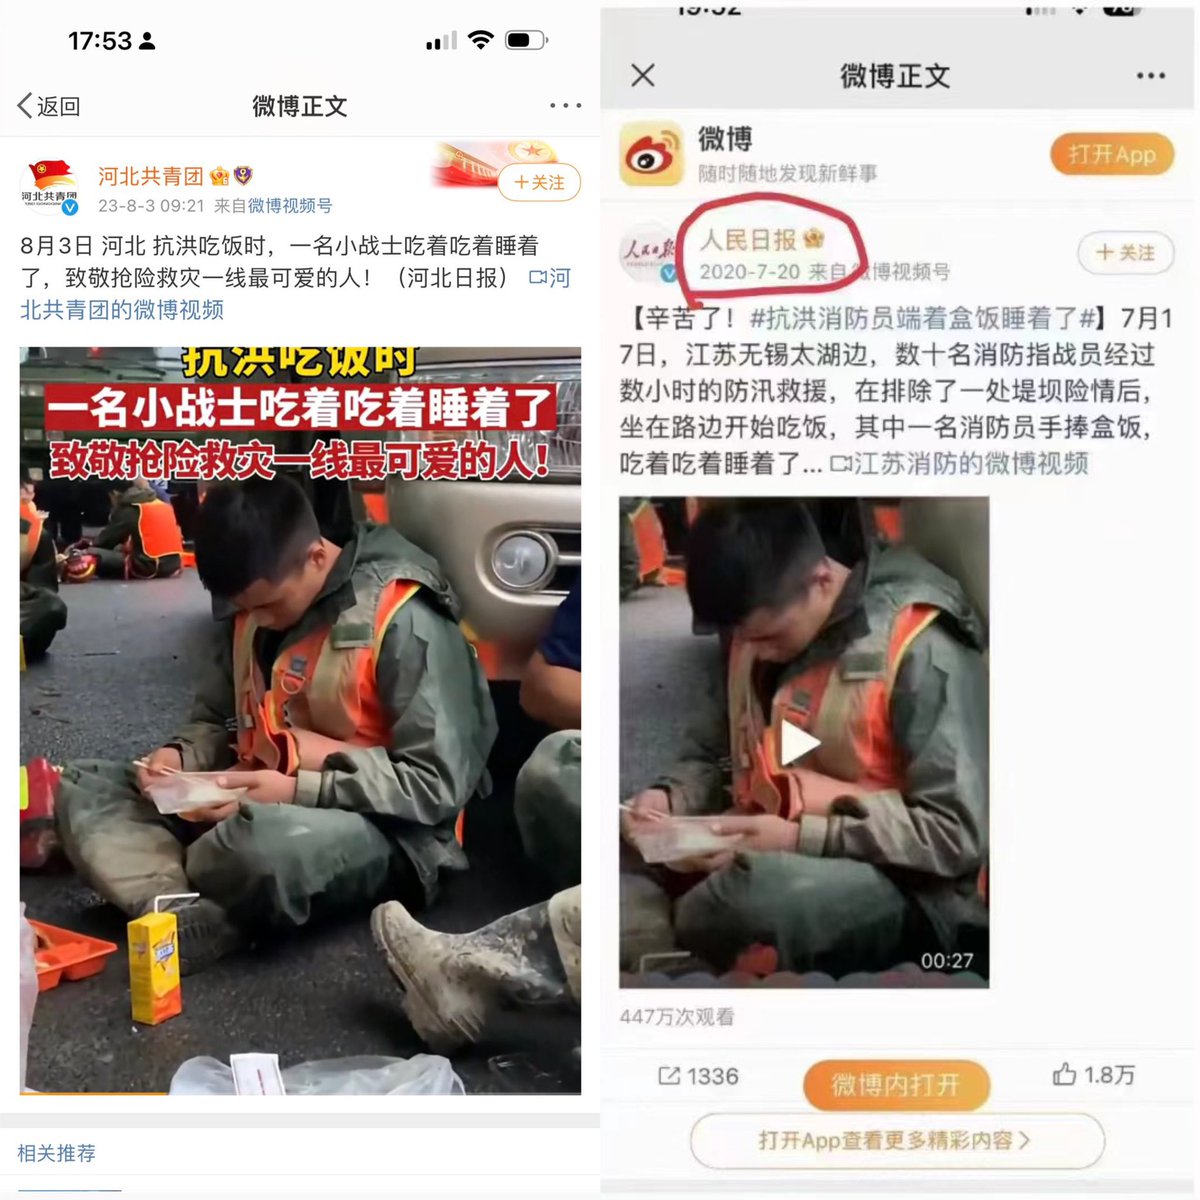 17:53
返回
微博正文
河北共青团
+关注
河北共青团
23-8-3 09:21 来自微博视频号
8月3日 河北 抗洪吃饭时，一名小战士吃着吃着睡着
了，致敬抢险救灾一线最可爱的人！（河北日报） 河
北共青团的微博视频
抗洪吃饭时
一名小战士吃着吃着睡着了
致敬抢险救灾一线最可爱的人!
相关推荐
19:52
微博正文
微博
随时随地发现新鲜事
打开App
人民日报
人民日报
2020-7-20 来自微博视频号
+关注
【辛苦了！#抗洪消防员端着盒饭睡着了#】7月1
7日，江苏无锡太湖边，数十名消防指战员经过
数小时的防汛救援，在排除了一处堤坝险情后，
坐在路边开始吃饭，其中一名消防员手捧盒饭，
吃着吃着睡着了... 江苏消防的微博视频
00:27
447万次观看
1336
微博内打开
1.8万
打开App查看更多精彩内容>